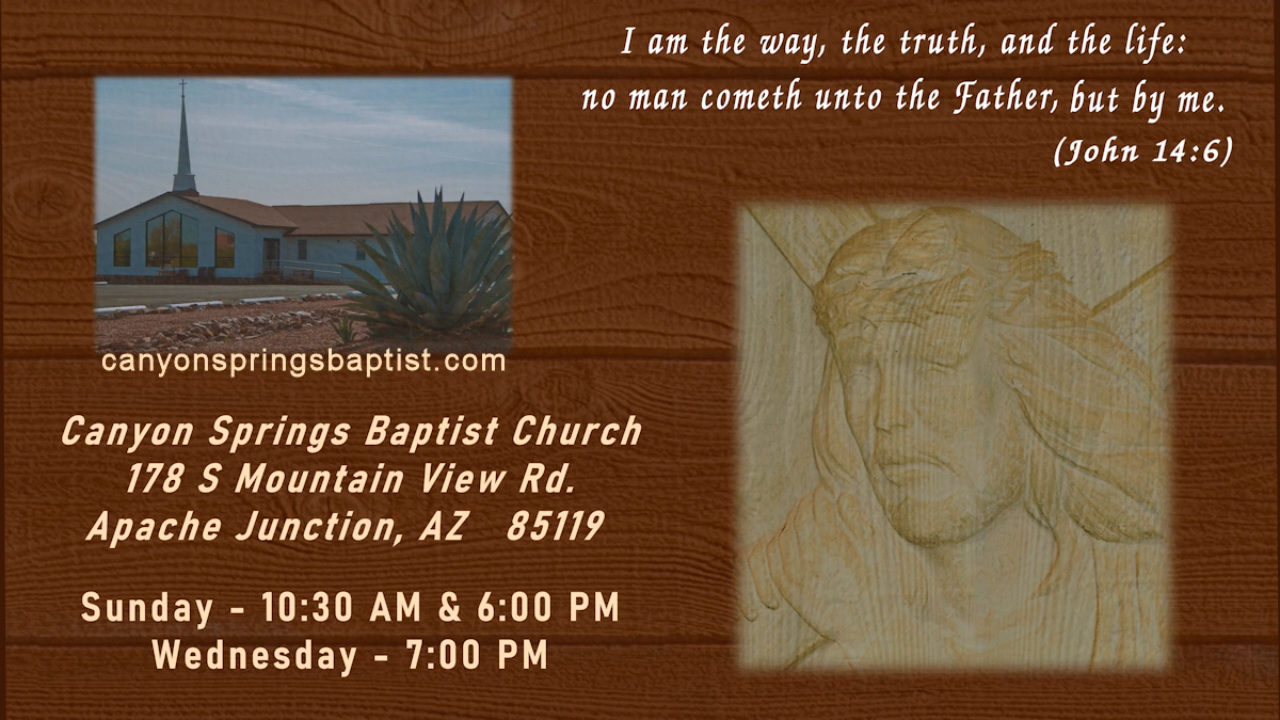 I am the way, the truth, and the life:
no man cometh unto the Father, but by me.
(John 14:6)
canyonspringsbaptist.com
Canyon Springs Baptist Church
178 S Mountain View Rd.
Apache Junction, AZ 85119
Sunday - 10:30 AM & 6:00 PM
Wednesday - 7:00 PM